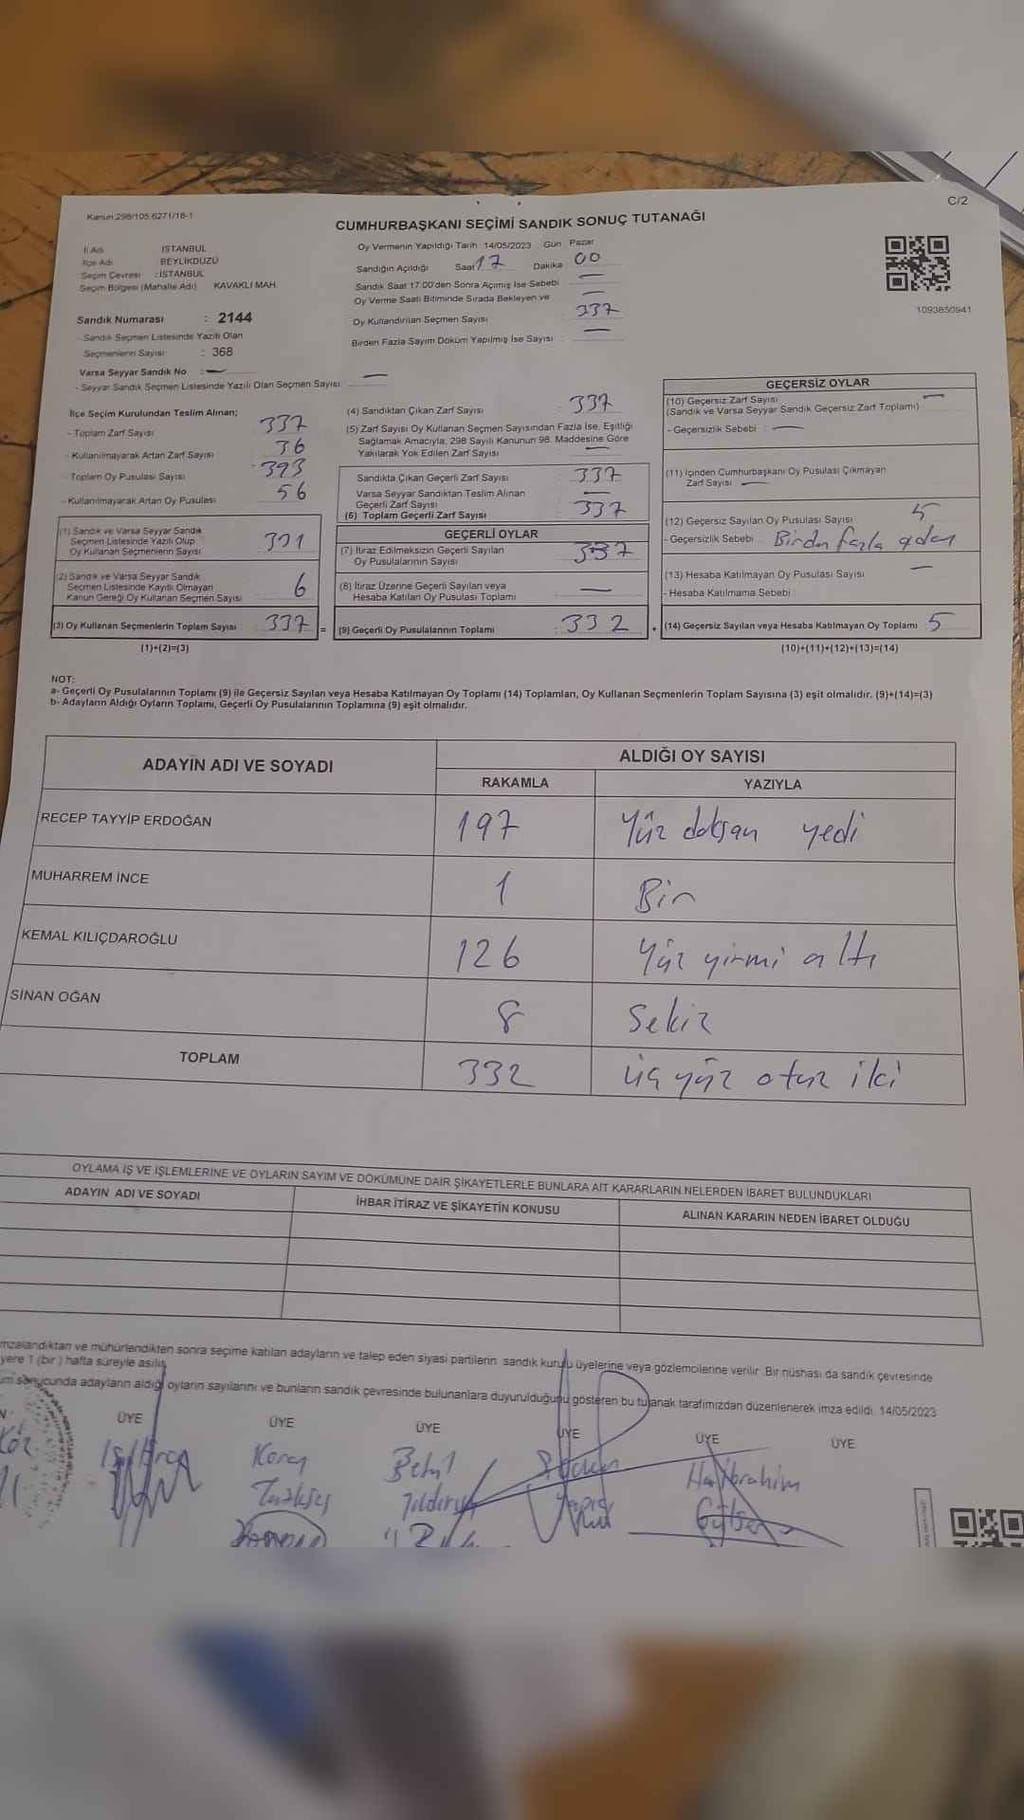 Kanun:298/105.6271/18-1
C/2
CUMHURBAŞKANI SEÇİMİ SANDIK SONUÇ TUTANAĞI
İl Adı İSTANBUL
İlçe Adı BEYLİKDÜZÜ
Seçim Çevresi : İSTANBUL
Seçim Bölgesi (Mahalle Adı) KAVAKLI MAH.
Sandık Numarası : 2144
- Sandık Seçmen Listesinde Yazılı Olan
Seçmenlerin Sayısı : 368
Varsa Seyyar Sandık No : —
- Seyyar Sandık Seçmen Listesinde Yazılı Olan Seçmen Sayısı —
Oy Vermenin Yapıldığı Tarih 14/05/2023 Gün Pazar
Sandığın Açıldığı Saat 17 Dakika 00
Sandık Saat 17.00'den Sonra Açımış İse Sebebi —
Oy Verme Saati Bitiminde Sırada Bekleyen ve —
Oy Kullandırılan Seçmen Sayısı 337
Birden Fazla Sayım Döküm Yapılmış İse Sayısı —
1093850941
İlçe Seçim Kurulundan Teslim Alınan;
- Toplam Zarf Sayısı 337
- Kullanılmayarak Artan Zarf Sayısı 36
- Toplam Oy Pusulası Sayısı 393
- Kullanılmayarak Artan Oy Pusulası 56
(1) Sandık ve Varsa Seyyar Sandık
Seçmen Listesinde Yazılı Olup
Oy Kullanan Seçmenlerin Sayısı 331
(2) Sandık ve Varsa Seyyar Sandık
Seçmen Listesinde Kayıtlı Olmayan
Kanun Gereği Oy Kullanan Seçmen Sayısı 6
(3) Oy Kullanan Seçmenlerin Toplam Sayısı 337 =
(1)+(2)=(3)
(4) Sandıktan Çıkan Zarf Sayısı 337
(5) Zarf Sayısı Oy Kullanan Seçmen Sayısından Fazla İse, Eşitliği
Sağlamak Amacıyla, 298 Sayılı Kanunun 98. Maddesine Göre
Yakılarak Yok Edilen Zarf Sayısı —
Sandıkta Çıkan Geçerli Zarf Sayısı 337
Varsa Seyyar Sandıktan Teslim Alınan
Geçerli Zarf Sayısı —
(6) Toplam Geçerli Zarf Sayısı 337
GEÇERLİ OYLAR
(7) İtiraz Edilmeksizin Geçerli Sayılan
Oy Pusulalarının Sayısı 337
(8) İtiraz Üzerine Geçerli Sayılan veya
Hesaba Katılan Oy Pusulası Toplamı —
(9) Geçerli Oy Pusulalarının Toplamı 332
GEÇERSİZ OYLAR
(10) Geçersiz Zarf Sayısı —
(Sandık ve Varsa Seyyar Sandık Geçersiz Zarf Toplamı)
- Geçersizlik Sebebi : —
(11) İçinden Cumhurbaşkanı Oy Pusulası Çıkmayan
Zarf Sayısı —
(12) Geçersiz Sayılan Oy Pusulası Sayısı 5
- Geçersizlik Sebebi Birden fazla
(13) Hesaba Katılmayan Oy Pusulası Sayısı —
- Hesaba Katılmama Sebebi
(14) Geçersiz Sayılan veya Hesaba Katılmayan Oy Toplamı 5
(10)+(11)+(12)+(13)=(14)
NOT:
a- Geçerli Oy Pusulalarının Toplamı (9) ile Geçersiz Sayılan veya Hesaba Katılmayan Oy Toplamı (14) Toplamları, Oy Kullanan Seçmenlerin Toplam Sayısına (3) eşit olmalıdır. (9)+(14)=(3)
b- Adayların Aldığı Oyların Toplamı, Geçerli Oy Pusulalarının Toplamına (9) eşit olmalıdır.
ADAYIN ADI VE SOYADI
ALDIĞI OY SAYISI
RAKAMLA YAZIYLA
RECEP TAYYİP ERDOĞAN 197 Yüz doksan yedi
MUHARREM İNCE 1 Bir
KEMAL KILIÇDAROĞLU 126 Yüz yirmi altı
SİNAN OĞAN 8 Sekiz
TOPLAM 332 üç yüz otuz iki
OYLAMA İŞ VE İŞLEMLERİNE VE OYLARIN SAYIM VE DÖKÜMÜNE DAİR ŞİKAYETLERLE BUNLARA AİT KARARLARIN NELERDEN İBARET BULUNDUKLARI
ADAYIN ADI VE SOYADI İHBAR İTİRAZ VE ŞİKAYETİN KONUSU ALINAN KARARIN NEDEN İBARET OLDUĞU
mzalandıktan ve mühürlendikten sonra seçime katılan adayların ve talep eden siyasi partilerin sandık kurulu üyelerine veya gözlemcilerine verilir. Bir nüshası da sandık çevresinde
yere 1 (bir) hafta süreyle asılır.
sonucunda adayların aldığı oyların sayılarını ve bunların sandık çevresinde bulunanlara duyurulduğunu gösteren bu tutanak tarafımızdan düzenlenerek imza edildi. 14/05/2023
ÜYE ÜYE ÜYE ÜYE ÜYE ÜYE
Koray Betül Halibrahim
Yıldırım